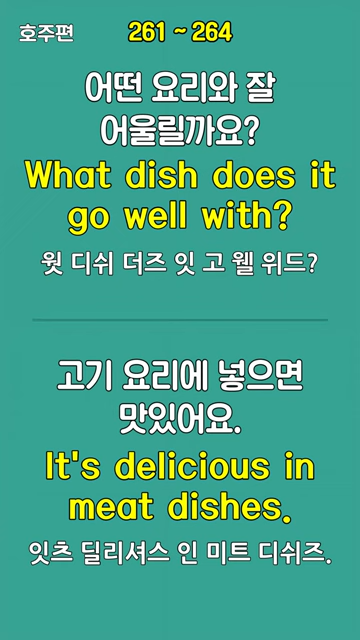 호주편
261 ~ 264
어떤 요리와 잘
어울릴까요?
What dish does it
go well with?
웟 디쉬 더즈 잇 고 웰 위드?
고기 요리에 넣으면
맛있어요.
It's delicious in
meat dishes.
잇츠 딜리셔스 인 미트 디쉬즈.